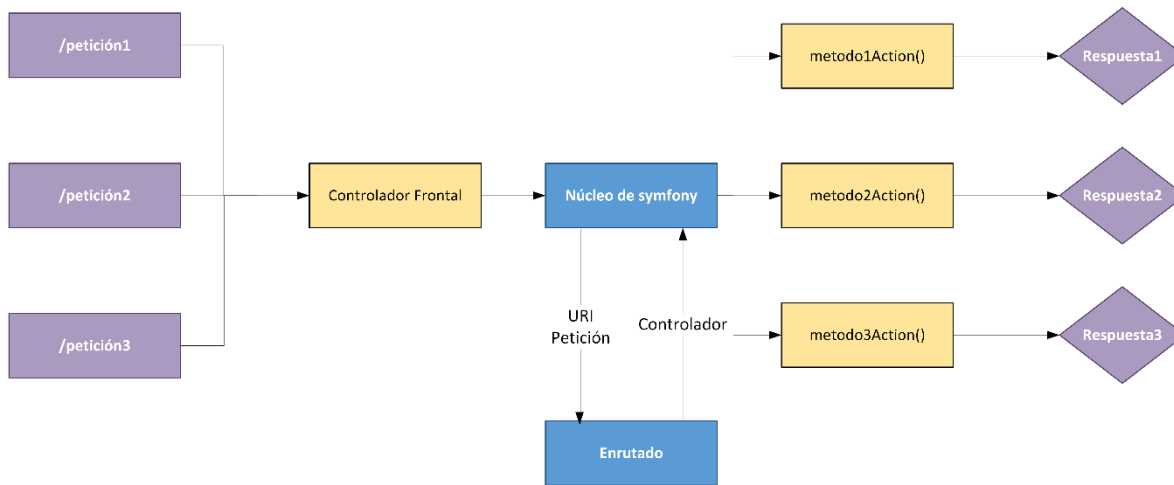 /petición1
metodo1Action()
Respuesta1
/petición2
Controlador Frontal
Núcleo de symfony
metodo2Action()
Respuesta2
URI
Petición
Controlador
/petición3
metodo3Action()
Respuesta3
Enrutado